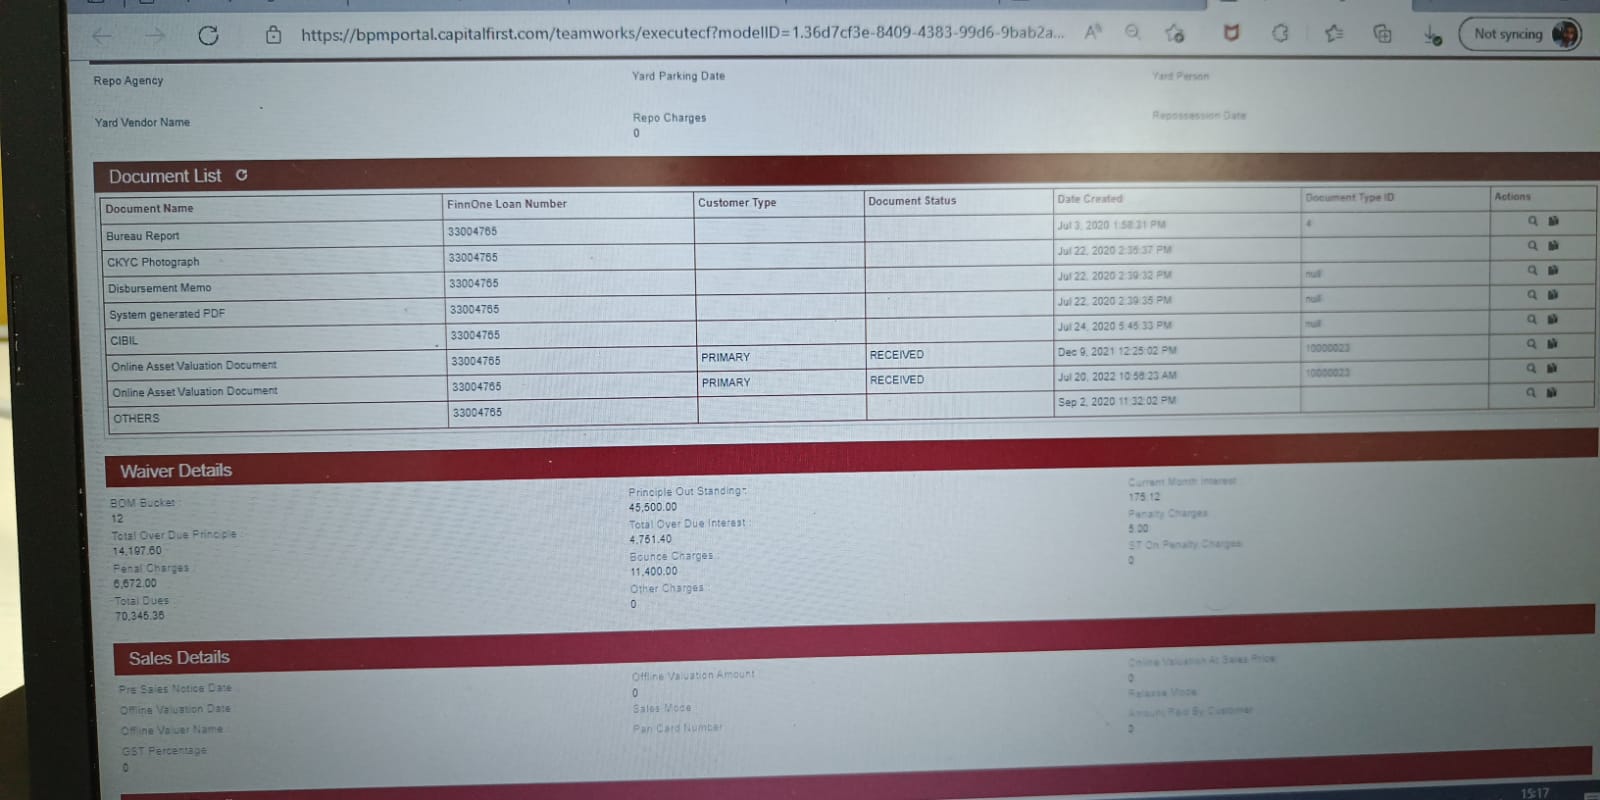 https://bpmportal.capitalfirst.com/teamworks/executecf?modelID=1.36d7cf3e-8409-4383-99d6-9bab2a...
Not syncing
Repo Agency
Yard Parking Date
Yard Person
Yard Vendor Name
Repo Charges
0
Repossession Date
Document List
Document Name FinnOne Loan Number Customer Type Document Status Date Created Document Type ID Actions
Bureau Report 33004765 Jul 3, 2020 1:58:31 PM 4
CKYC Photograph 33004765 Jul 22, 2020 2:36:37 PM
Disbursement Memo 33004765 Jul 22, 2020 2:39:32 PM null
System generated PDF 33004765 Jul 22, 2020 2:39:35 PM null
CIBIL 33004765 Jul 24, 2020 5:45:33 PM null
Online Asset Valuation Document 33004765 PRIMARY RECEIVED Dec 9, 2021 12:25:02 PM 10000023
Online Asset Valuation Document 33004765 PRIMARY RECEIVED Jul 20, 2022 10:56:23 AM 10000023
OTHERS 33004765 Sep 2, 2020 11:32:02 PM
Waiver Details
BOM Bucket :
12
Total Over Due Principle :
14,197.60
Penal Charges :
6,672.00
Total Dues :
70,345.36
Principle Out Standing :
45,500.00
Total Over Due Interest :
4,751.40
Bounce Charges :
11,400.00
Other Charges :
0
Current Month Interest
175.12
Penalty Charges
5.00
ST On Penalty Charges
0
Sales Details
Pre Sales Notice Date
Offline Valuation Date
Offline Valuer Name
GST Percentage
0
Offline Valuation Amount
0
Sales Mode
Pan Card Number
Online Valuation At Sales Price
0
Release Mode
Amount Paid By Customer
0
15:17